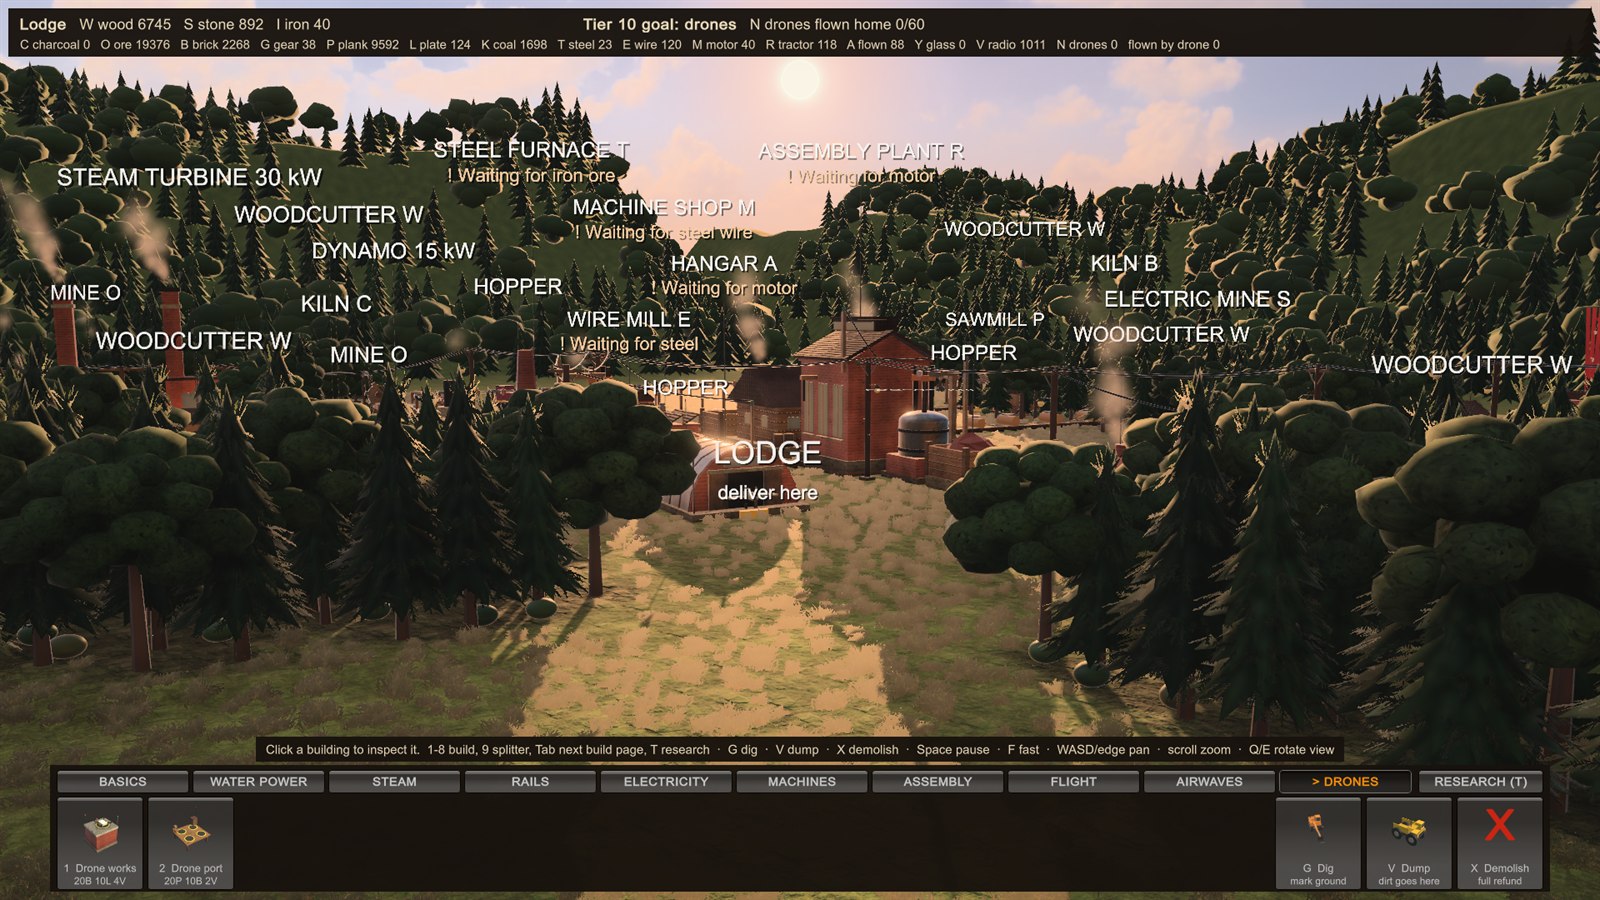 Lodge W wood 6745 S stone 892 I iron 40
Tier 10 goal: drones N drones flown home 0/60
C charcoal 0 O ore 19376 B brick 2268 G gear 38 P plank 9592 L plate 124 K coal 1698 T steel 23 E wire 120 M motor 40 R tractor 118 A flown 88 Y glass 0 V radio 1011 N drones 0 flown by drone 0
STEEL FURNACE T
! Waiting for iron ore
ASSEMBLY PLANT R
! Waiting for motor
STEAM TURBINE 30 kW
WOODCUTTER W
MACHINE SHOP M
! Waiting for steel wire
WOODCUTTER W
DYNAMO 15 kW
HANGAR A
! Waiting for motor
KILN B
MINE O
HOPPER
KILN C
ELECTRIC MINE S
WIRE MILL E
! Waiting for steel
SAWMILL P
WOODCUTTER W
WOODCUTTER W
MINE O
HOPPER
WOODCUTTER W
HOPPER
LODGE
deliver here
Click a building to inspect it. 1-8 build, 9 splitter, Tab next build page, T research · G dig · V dump · X demolish · Space pause · F fast · WASD/edge pan · scroll zoom · Q/E rotate view
BASICS
WATER POWER
STEAM
RAILS
ELECTRICITY
MACHINES
ASSEMBLY
FLIGHT
AIRWAVES
> DRONES
RESEARCH (T)
1 Drone works
20B 10L 4V
2 Drone port
20P 10B 2V
G Dig
mark ground
V Dump
dirt goes here
X Demolish
full refund